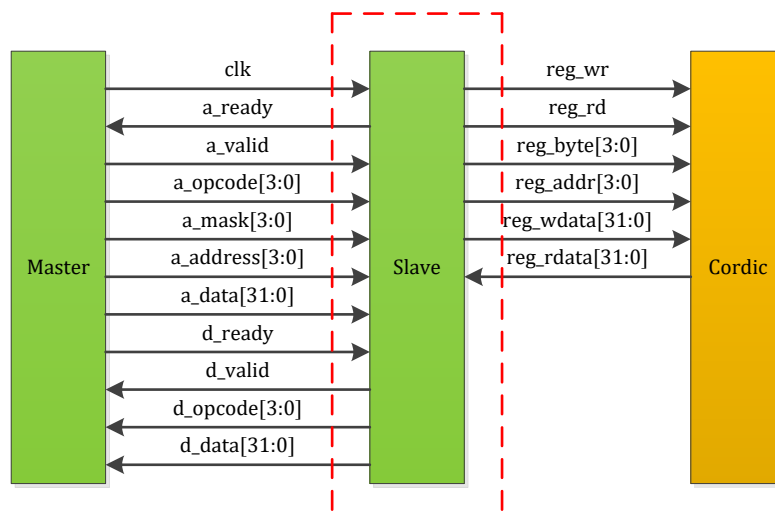 clk
a_ready
a_valid
a_opcode[3:0]
a_mask[3:0]
a_address[3:0]
a_data[31:0]
d_ready
d_valid
d_opcode[3:0]
d_data[31:0]
Master
Slave
reg_wr
reg_rd
reg_byte[3:0]
reg_addr[3:0]
reg_wdata[31:0]
reg_rdata[31:0]
Cordic